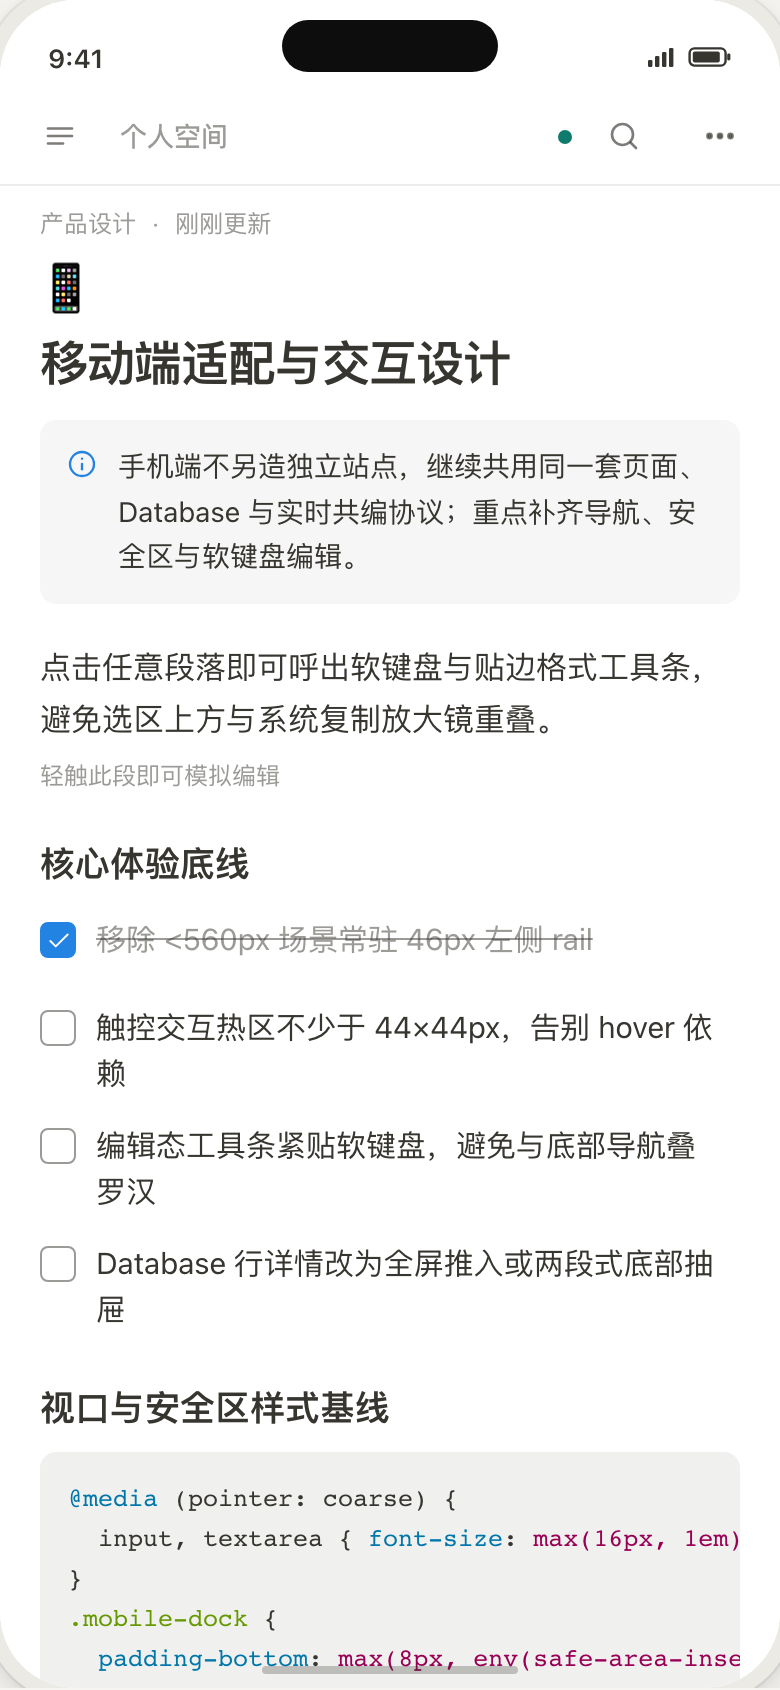 9:41
个人空间
产品设计 · 刚刚更新
移动端适配与交互设计
手机端不另造独立站点，继续共用同一套页面、
Database 与实时共编协议；重点补齐导航、安
全区与软键盘编辑。
点击任意段落即可呼出软键盘与贴边格式工具条，
避免选区上方与系统复制放大镜重叠。
轻触此段即可模拟编辑
核心体验底线
移除 <560px 场景常驻 46px 左侧 rail
触控交互热区不少于 44×44px，告别 hover 依
赖
编辑态工具条紧贴软键盘，避免与底部导航叠
罗汉
Database 行详情改为全屏推入或两段式底部抽
屉
视口与安全区样式基线
@media (pointer: coarse) {
  input, textarea { font-size: max(16px, 1em)
}
.mobile-dock {
  padding-bottom: max(8px, env(safe-area-inse